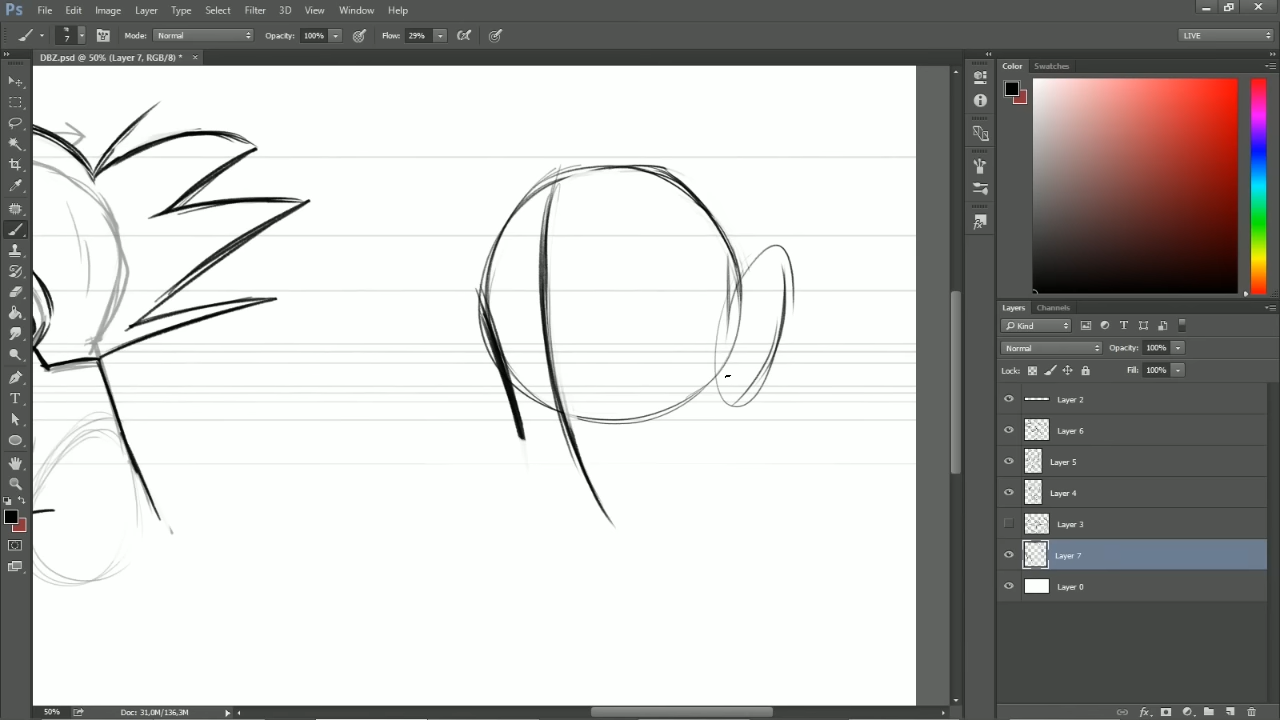 Ps File Edit Image Layer Type Select Filter 3D View Window Help
7 Mode: Normal Opacity: 100% Flow: 29% LIVE
DBZ.psd @ 50% (Layer 7, RGB/8) * ×
Color Swatches
Layers Channels
Kind
Normal Opacity: 100%
Lock: Fill: 100%
Layer 2
Layer 6
Layer 5
Layer 4
Layer 3
Layer 7
Layer 0
50% Doc: 31,0M/136,3M